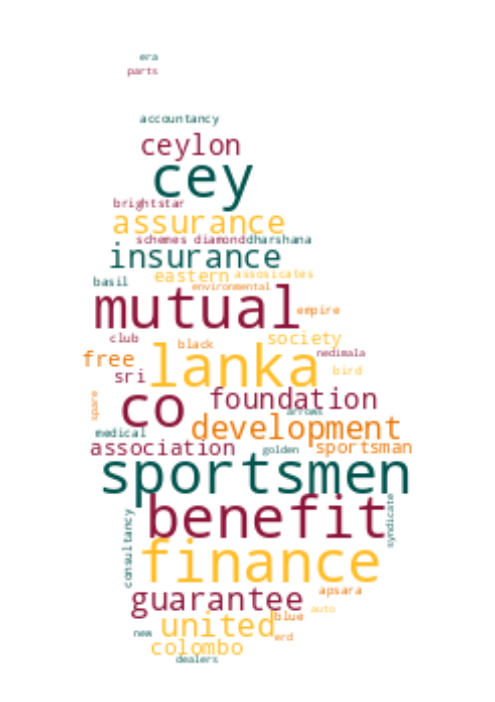 era
parts
accountancy
ceylon
cey
brightstar
assurance
schemes diamond dharshana
insurance
eastern assosicates
basil
environmental
mutual
empire
club
black
society
free
lanka
nedimala
sri
bird
spare
co
foundation
arrows
development
medical
association
golden
sportsman
sportsmen
benefit
syndicate
consultancy
finance
guarantee
apsara
auto
united
blue
new
erd
colombo
dealers